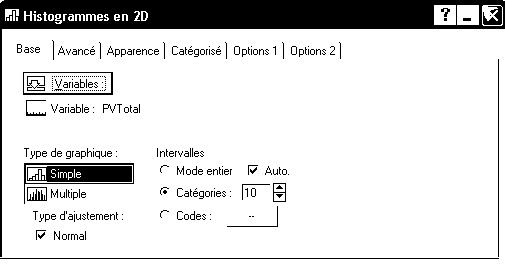 Histogrammes en 2D
Base Avancé Apparence Catégorisé Options 1 Options 2
Variables :
Variable : PVTotal
Type de graphique : Intervalles
Simple Mode entier Auto.
Multiple Catégories : 10
Type d'ajustement : Codes : --
Normal